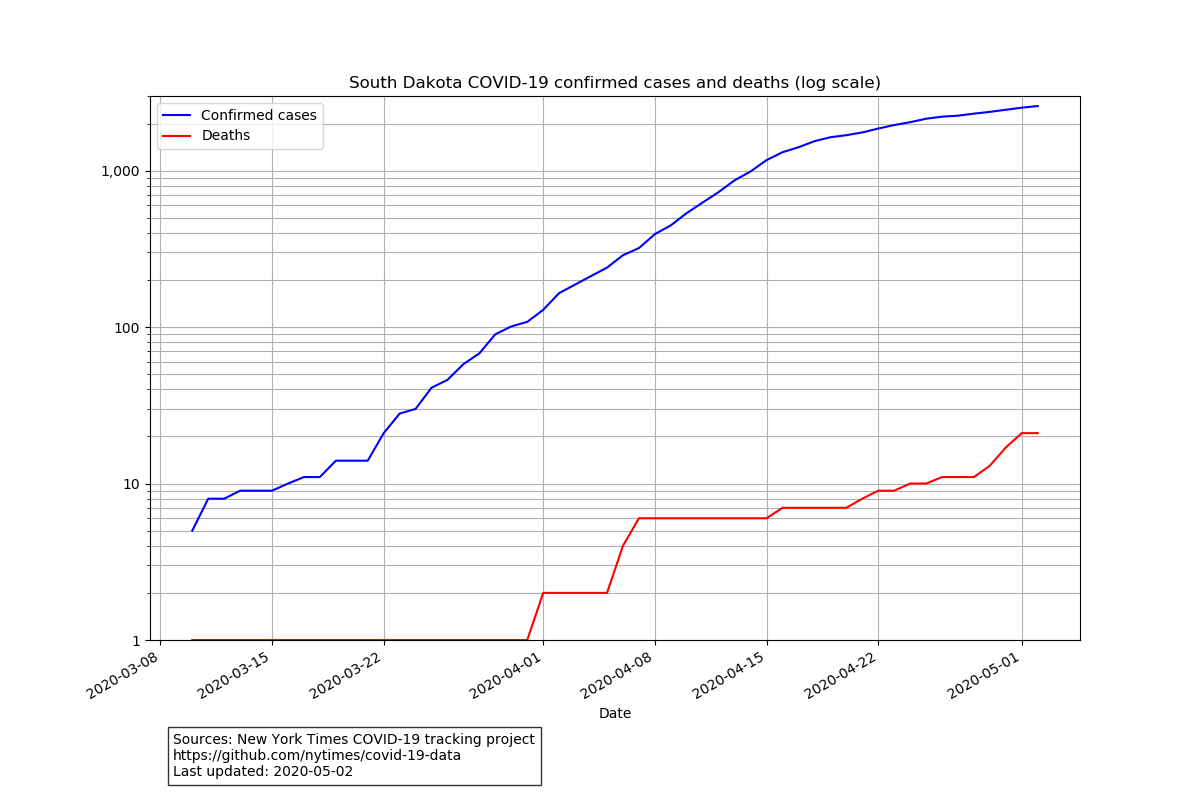 South Dakota COVID-19 confirmed cases and deaths (log scale)
Confirmed cases
Deaths
1,000
100
10
1
2020-03-08
2020-03-15
2020-03-22
2020-04-01
2020-04-08
2020-04-15
2020-04-22
2020-05-01
Date
Sources: New York Times COVID-19 tracking project
https://github.com/nytimes/covid-19-data
Last updated: 2020-05-02